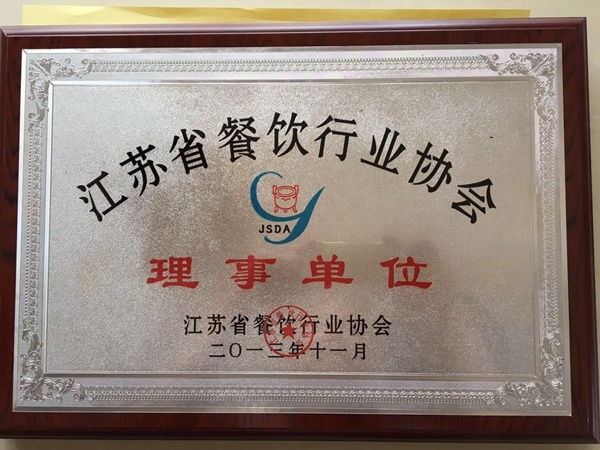 江苏省餐饮行业协会
JSDA
理事单位
江苏省餐饮行业协会
二〇一三年十一月